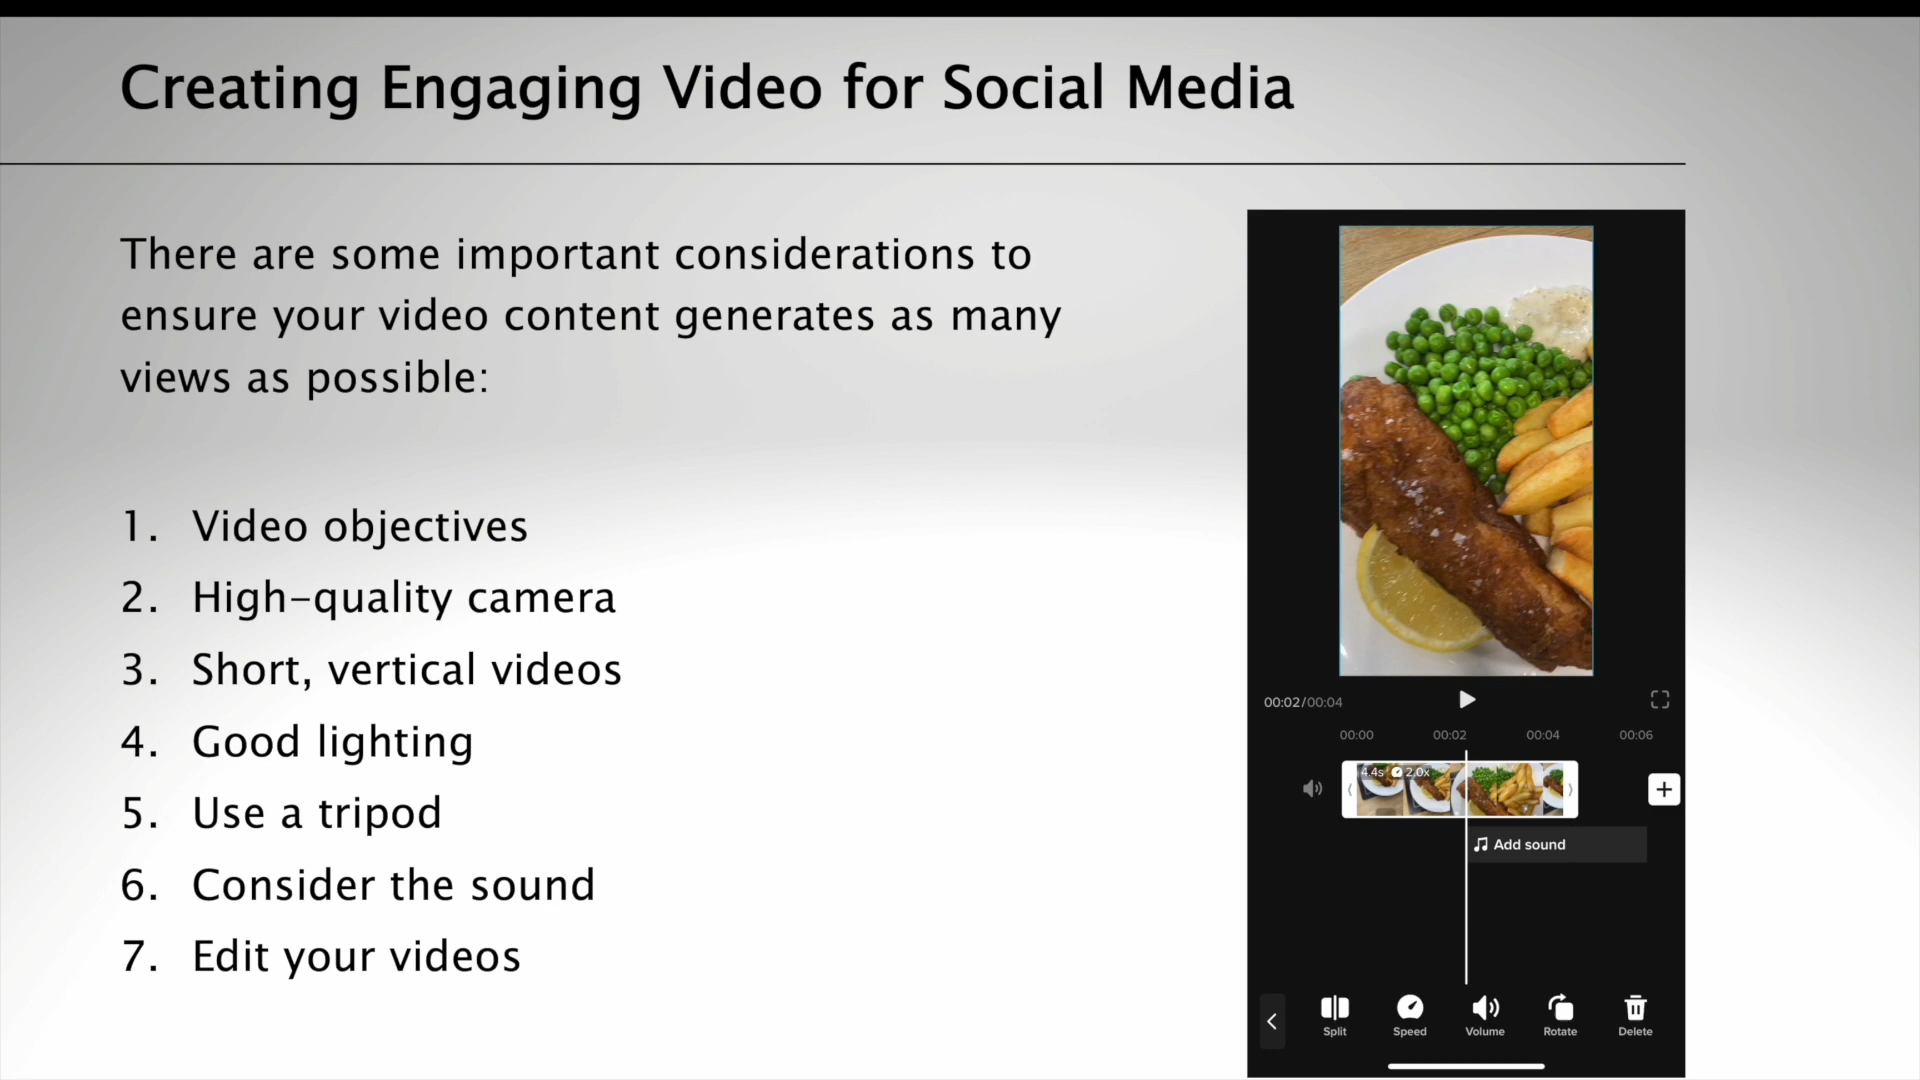 Creating Engaging Video for Social Media
There are some important considerations to
ensure your video content generates as many
views as possible:
1. Video objectives
2. High-quality camera
3. Short, vertical videos
4. Good lighting
5. Use a tripod
6. Consider the sound
7. Edit your videos
00:02/00:04
00:00 00:02 00:04 00:06
4.4s 2.0x
Add sound
Split Speed Volume Rotate Delete